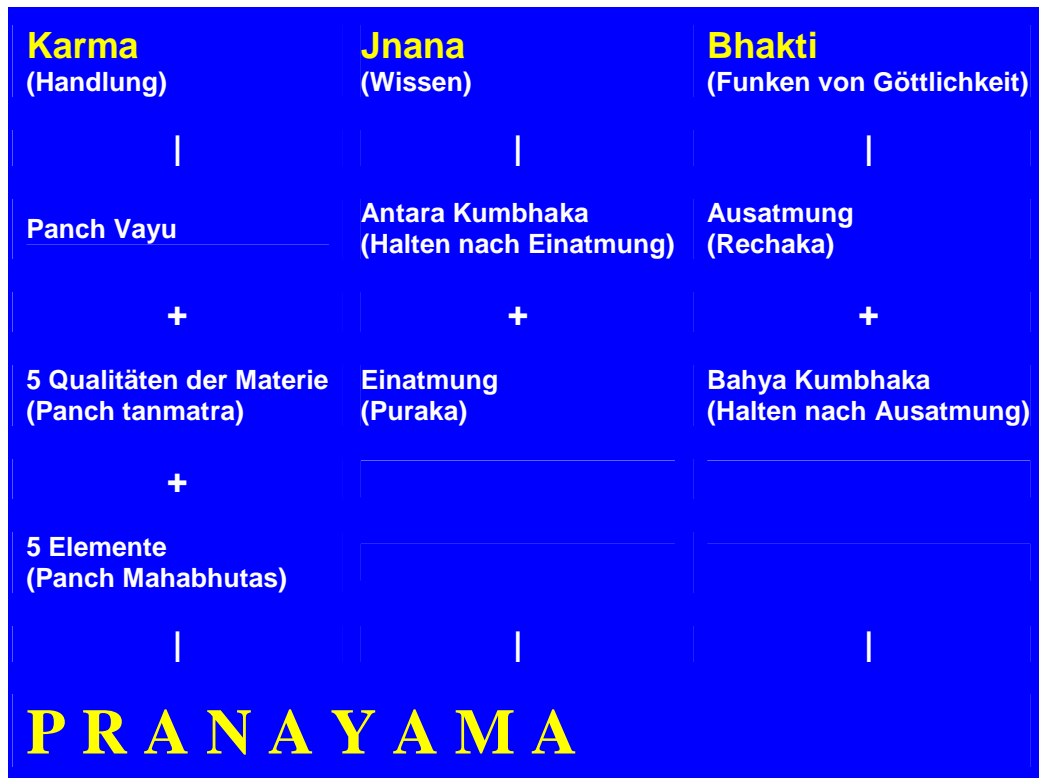 Karma Jnana Bhakti
(Handlung) (Wissen) (Funken von Göttlichkeit)
| | |
Panch Vayu
Antara Kumbhaka Ausatmung
(Halten nach Einatmung) (Rechaka)
+ + +
5 Qualitäten der Materie Einatmung Bahya Kumbhaka
(Panch tanmatra) (Puraka) (Halten nach Ausatmung)
+
5 Elemente
(Panch Mahabhutas)
| | |
P R A N A Y A M A